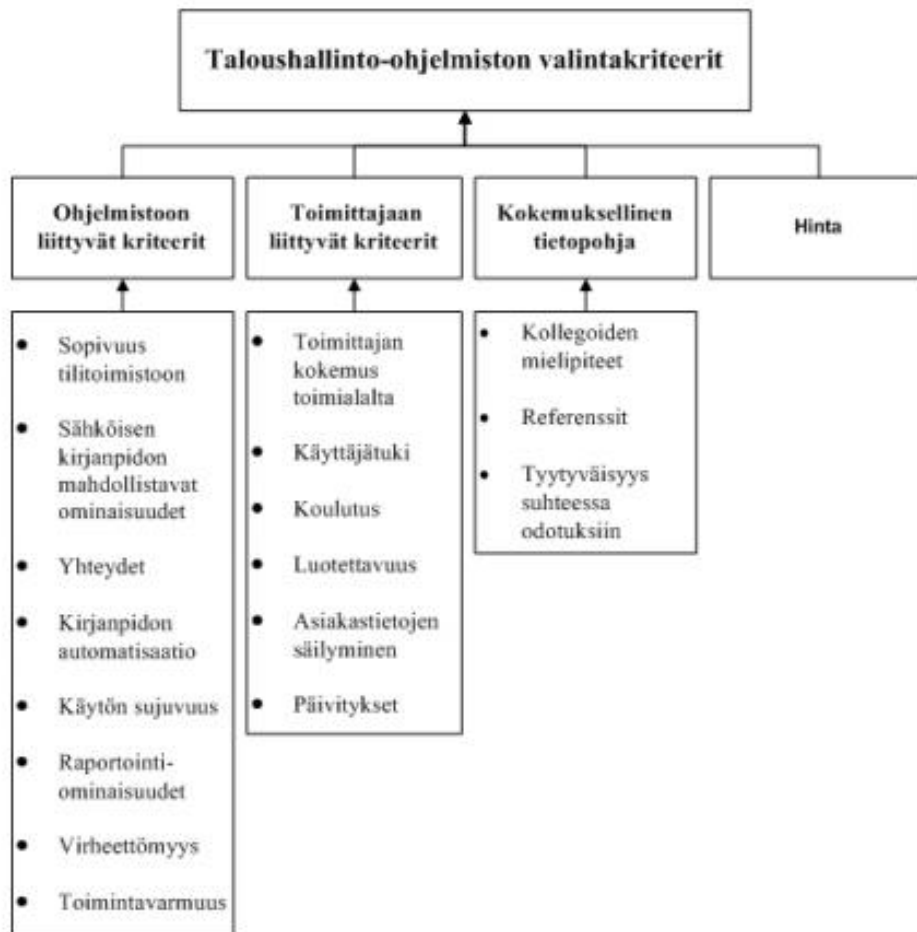 Taloushallinto-ohjelmiston valintakriteerit
Ohjelmistoon
liittyvät kriteerit
Toimittajaan
liittyvät kriteerit
Kokemuksellinen
tietopohja
Hinta
Sopivuus
tilitoimistoon
Sähköisen
kirjanpidon
mahdollistavat
ominaisuudet
Yhteydet
Kirjanpidon
automatisaatio
Käytön sujuvuus
Raportointi-
ominaisuudet
Virheettömyys
Toimintavarmuus
Toimittajan
kokemus
toimialalta
Käyttäjätuki
Koulutus
Luotettavuus
Asiakastietojen
säilyminen
Päivitykset
Kollegoiden
mielipiteet
Referenssit
Tyytyväisyys
suhteessa
odotuksiin